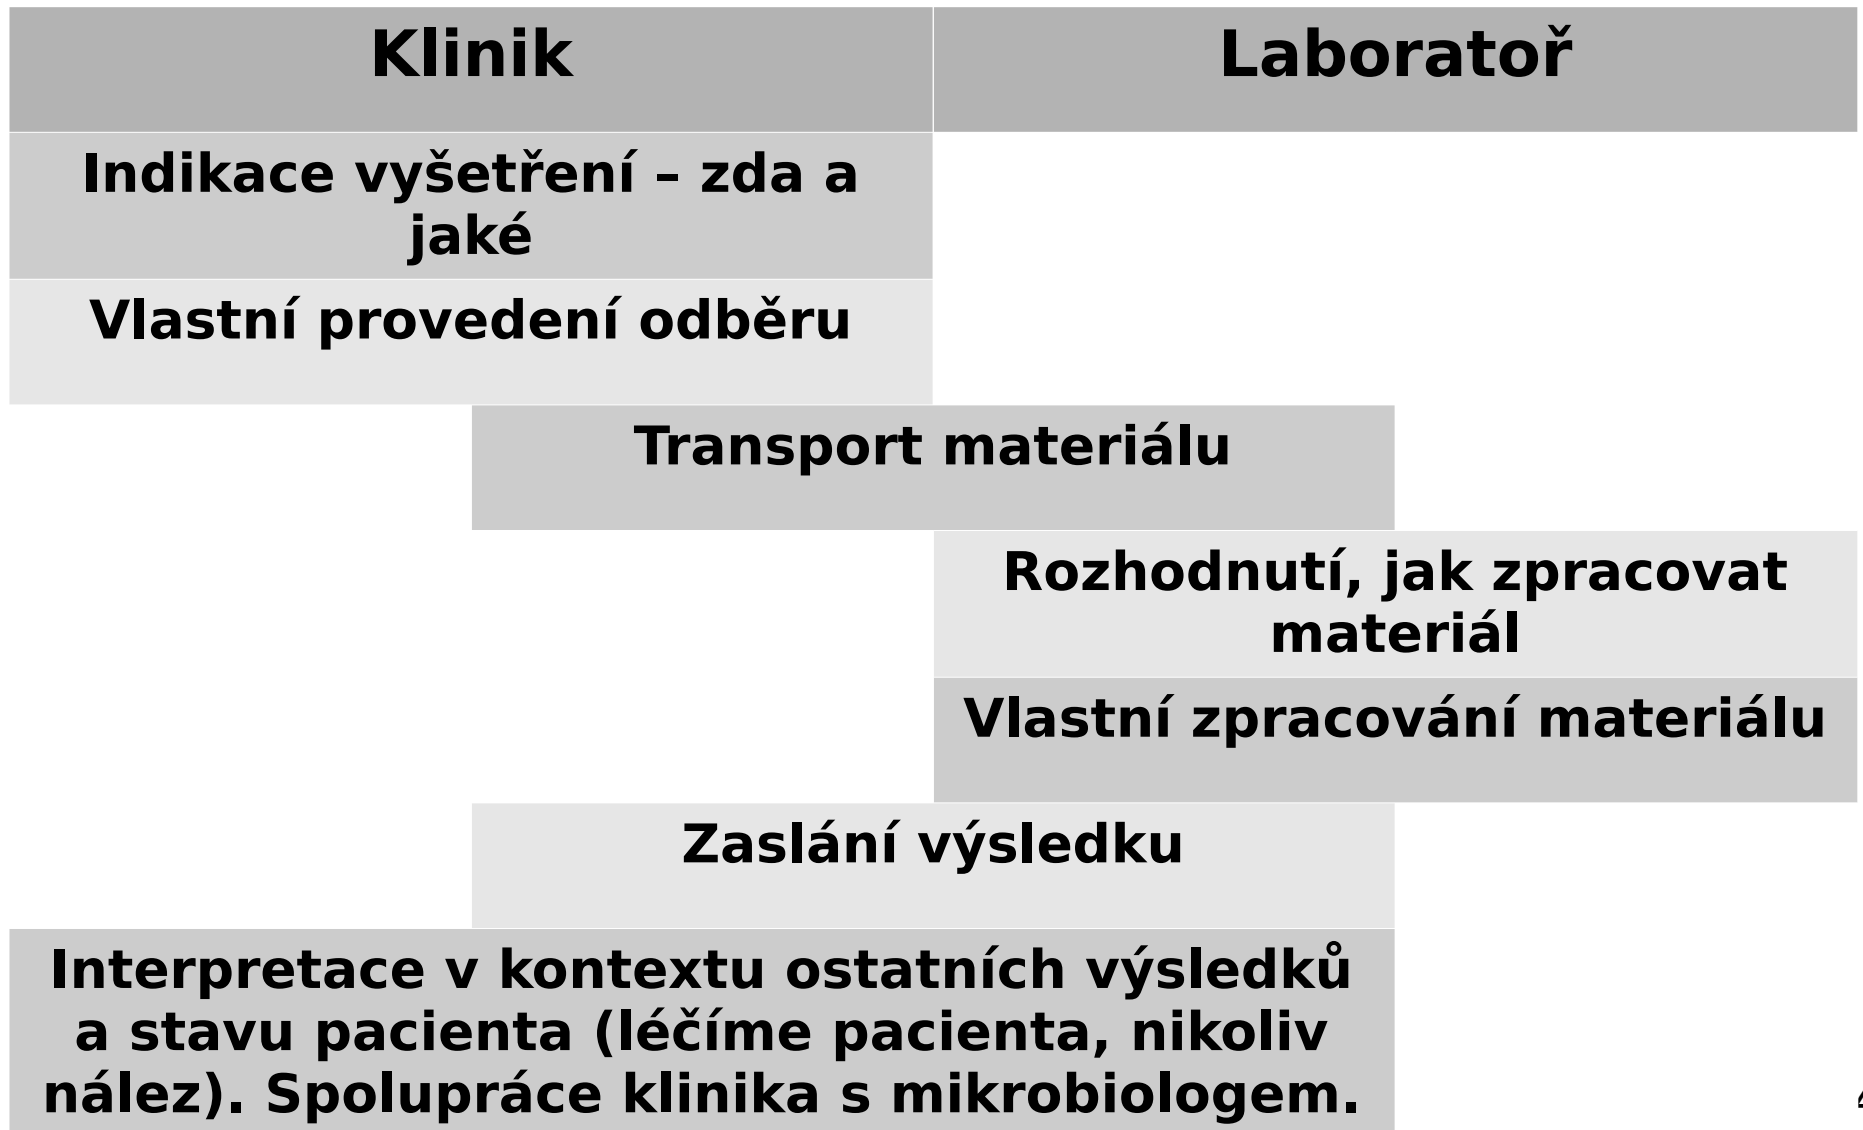 Klinik
Laboratoř
Indikace vyšetření – zda a
jaké
Vlastní provedení odběru
Transport materiálu
Rozhodnutí, jak zpracovat
materiál
Vlastní zpracování materiálu
Zaslání výsledku
Interpretace v kontextu ostatních výsledků
a stavu pacienta (léčíme pacienta, nikoliv
nález). Spolupráce klinika s mikrobiologem.